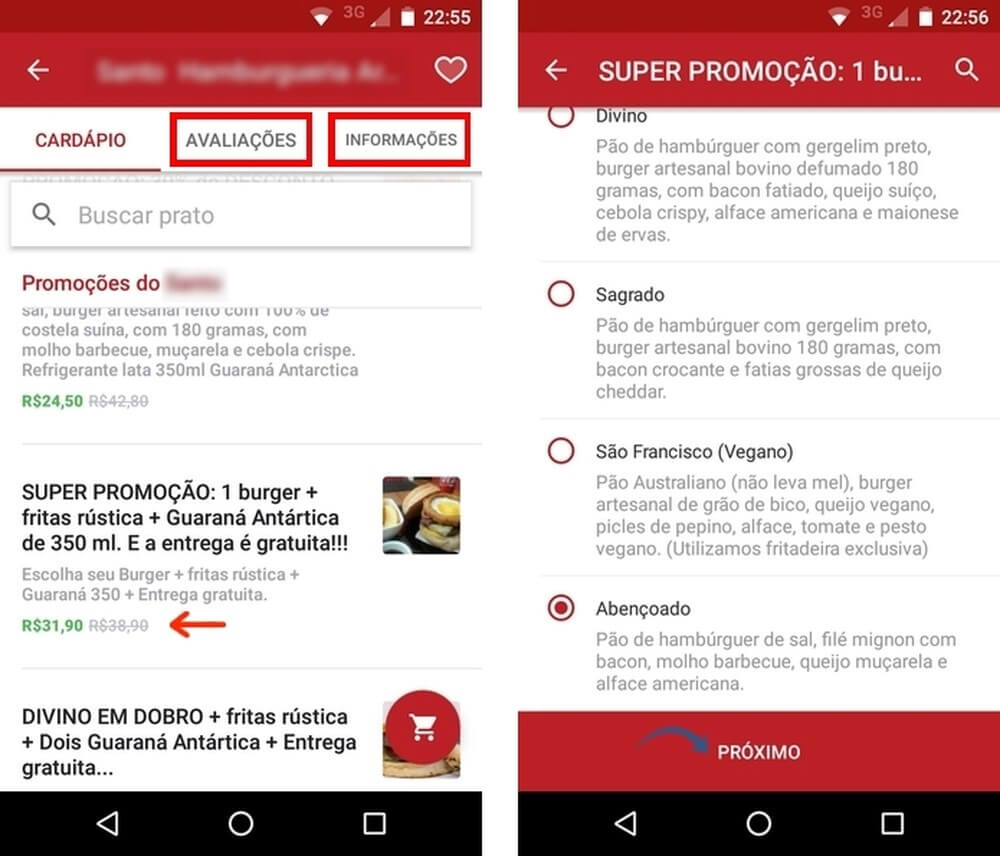 3G 22:55
CARDÁPIO
AVALIAÇÕES
INFORMAÇÕES
Buscar prato
Promoções do
sal, burger artesanal feito com 100% de
costela suína, com 180 gramas, com
molho barbecue, muçarela e cebola crispe.
Refrigerante lata 350ml Guaraná Antarctica
R$24,50 R$42,80
SUPER PROMOÇÃO: 1 burger +
fritas rústica + Guaraná Antártica
de 350 ml. E a entrega é gratuita!!!
Escolha seu Burger + fritas rústica +
Guaraná 350 + Entrega gratuita.
R$31,90 R$38,90
DIVINO EM DOBRO + fritas rústica
+ Dois Guaraná Antártica + Entrega
gratuita...
3G 22:56
SUPER PROMOÇÃO: 1 bu...
Divino
Pão de hambúrguer com gergelim preto,
burger artesanal bovino defumado 180
gramas, com bacon fatiado, queijo suíço,
cebola crispy, alface americana e maionese
de ervas.
Sagrado
Pão de hambúrguer com gergelim preto,
burger artesanal bovino 180 gramas, com
bacon crocante e fatias grossas de queijo
cheddar.
São Francisco (Vegano)
Pão Australiano (não leva mel), burger
artesanal de grão de bico, queijo vegano,
picles de pepino, alface, tomate e pesto
vegano. (Utilizamos fritadeira exclusiva)
Abençoado
Pão de hambúrguer de sal, filé mignon com
bacon, molho barbecue, queijo muçarela e
alface americana.
PRÓXIMO